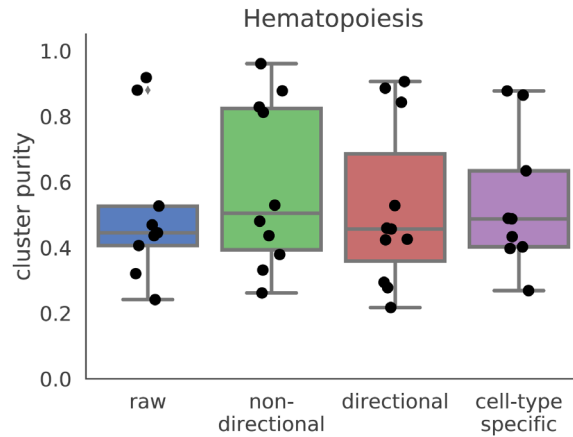 Hematopoiesis
cluster purity
1.0
0.8
0.6
0.4
0.2
0.0
raw
non-
directional
directional
cell-type
specific